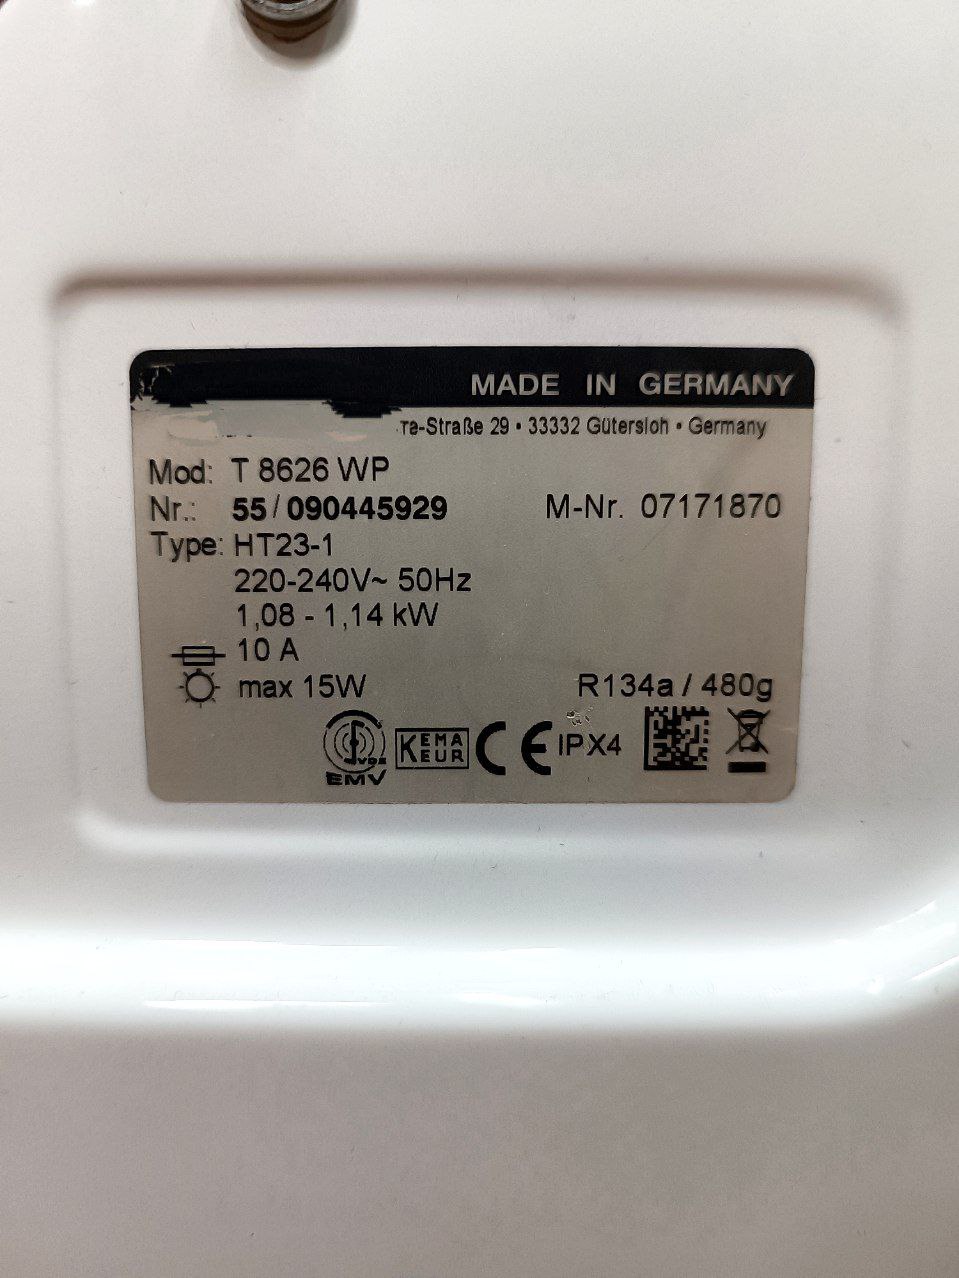 MADE IN GERMANY
-Straße 29 • 33332 Gütersloh • Germany
Mod: T 8626 WP
Nr.: 55 / 090445929 M-Nr. 07171870
Type: HT23-1
220-240V~ 50Hz
1,08 - 1,14 kW
10 A
max 15W R134a / 480g
VDE EMV KEMA KEUR CE IPX4